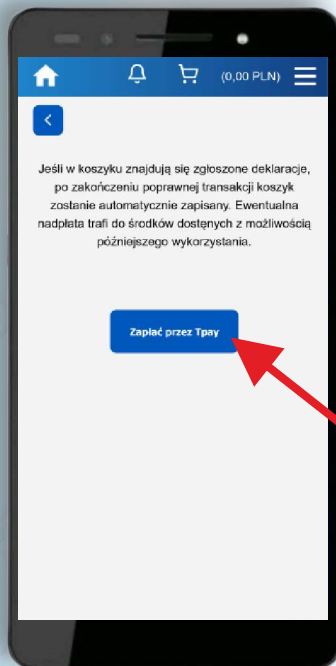 (0,00 PLN)
Jeśli w koszyku znajdują się zgłoszone deklaracje,
po zakończeniu poprawnej transakcji koszyk
zostanie automatycznie zapisany. Ewentualna
nadpłata trafi do środków dostęnych z możliwością
późniejszego wykorzystania.
Zapłać przez Tpay